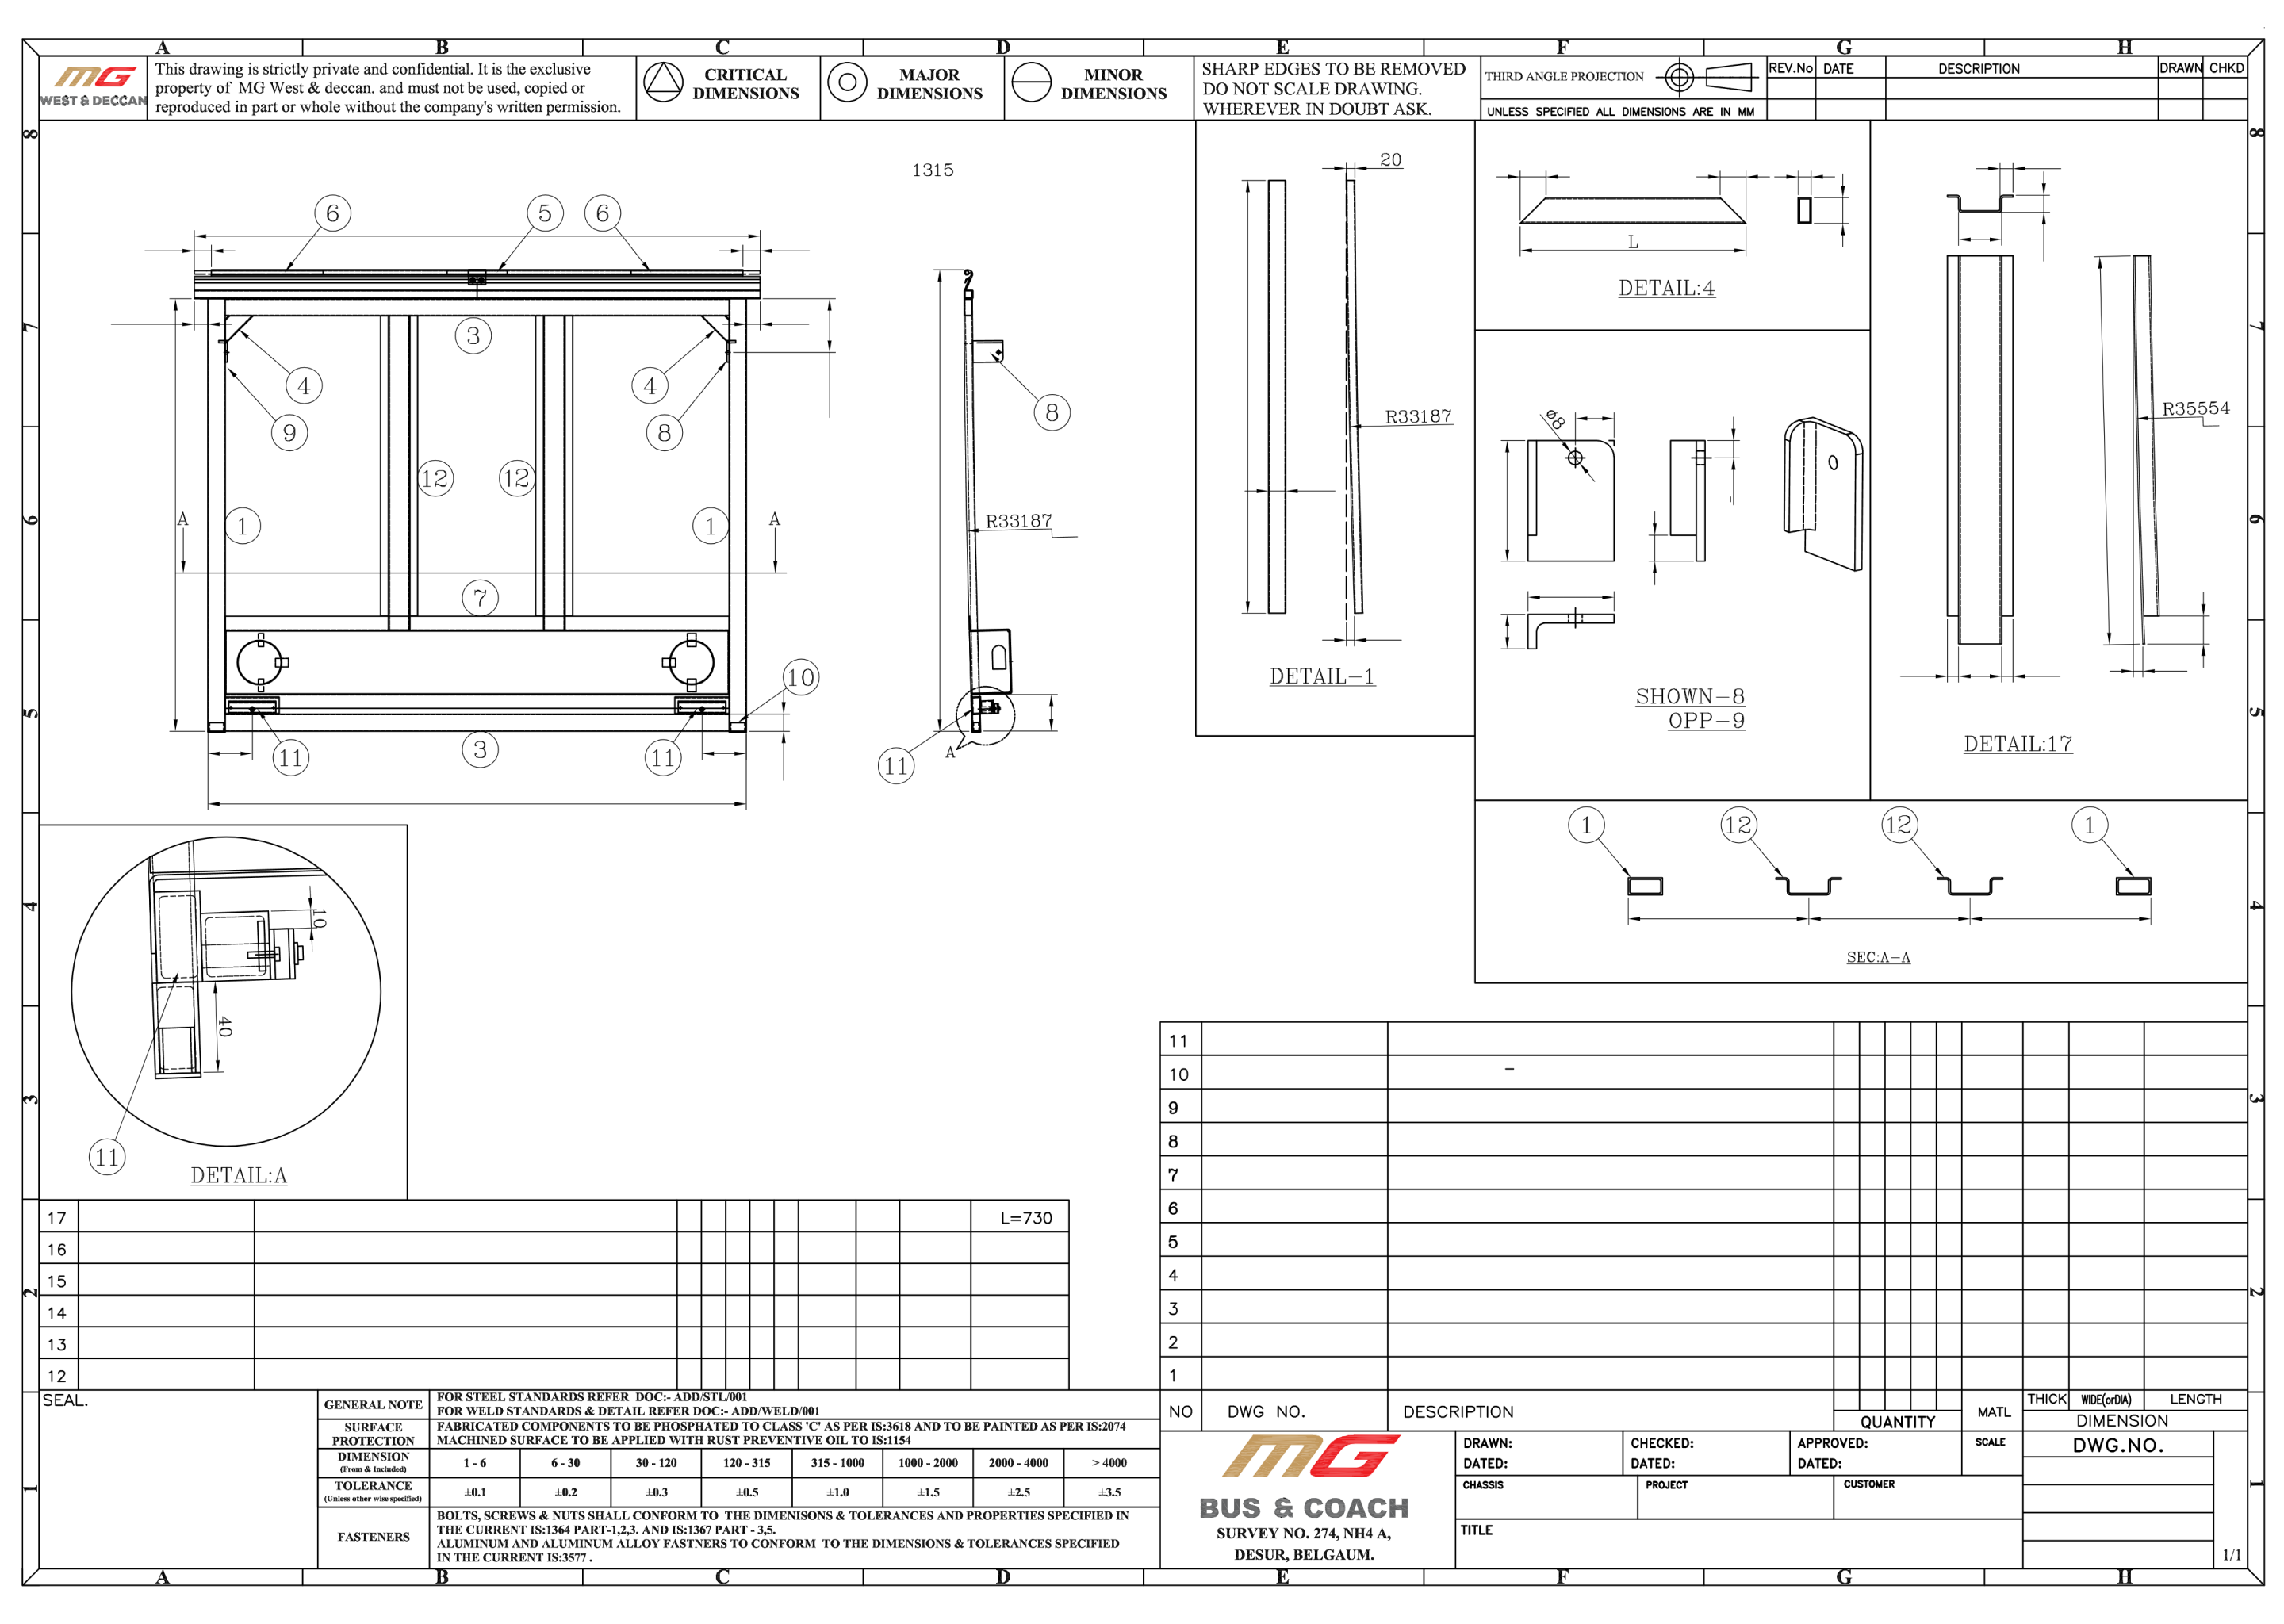 A B C D E F G H
MG
WEST & DECCAN
This drawing is strictly private and confidential. It is the exclusive
property of MG West & deccan. and must not be used, copied or
reproduced in part or whole without the company's written permission.
CRITICAL
DIMENSIONS
MAJOR
DIMENSIONS
MINOR
DIMENSIONS
SHARP EDGES TO BE REMOVED
DO NOT SCALE DRAWING.
WHEREVER IN DOUBT ASK.
THIRD ANGLE PROJECTION
UNLESS SPECIFIED ALL DIMENSIONS ARE IN MM
REV.No DATE DESCRIPTION DRAWN CHKD
8 8
7 7
6 6
5 5
4 4
3 3
2 2
1 1
1315
6 5 6
3
4 4
9 8
12 12
A A
1 1
7
10
11 11
3
8
R33187
11
A
20
R33187
DETAIL-1
L
DETAIL:4
ø8
SHOWN-8
OPP-9
R35554
DETAIL:17
1 12 12 1
SEC:A-A
10
40
11
DETAIL:A
17 L=730
16
15
14
13
12
11
10 -
9
8
7
6
5
4
3
2
1
NO DWG NO. DESCRIPTION QUANTITY MATL THICK WIDE(orDIA) LENGTH
DIMENSION
SEAL.
GENERAL NOTE
FOR STEEL STANDARDS REFER DOC:- ADD/STL/001
FOR WELD STANDARDS & DETAIL REFER DOC:- ADD/WELD/001
SURFACE
PROTECTION
FABRICATED COMPONENTS TO BE PHOSPHATED TO CLASS 'C' AS PER IS:3618 AND TO BE PAINTED AS PER IS:2074
MACHINED SURFACE TO BE APPLIED WITH RUST PREVENTIVE OIL TO IS:1154
DIMENSION
(From & Included)
1 - 6 6 - 30 30 - 120 120 - 315 315 - 1000 1000 - 2000 2000 - 4000 > 4000
TOLERANCE
(Unless other wise specified)
±0.1 ±0.2 ±0.3 ±0.5 ±1.0 ±1.5 ±2.5 ±3.5
FASTENERS
BOLTS, SCREWS & NUTS SHALL CONFORM TO THE DIMENISONS & TOLERANCES AND PROPERTIES SPECIFIED IN
THE CURRENT IS:1364 PART-1,2,3. AND IS:1367 PART - 3,5.
ALUMINUM AND ALUMINUM ALLOY FASTNERS TO CONFORM TO THE DIMENSIONS & TOLERANCES SPECIFIED
IN THE CURRENT IS:3577 .
MG
BUS & COACH
SURVEY NO. 274, NH4 A,
DESUR, BELGAUM.
DRAWN:
DATED:
CHECKED:
DATED:
APPROVED:
DATED:
SCALE
DWG.NO.
CHASSIS
PROJECT
CUSTOMER
TITLE
1/1
A B C D E F G H